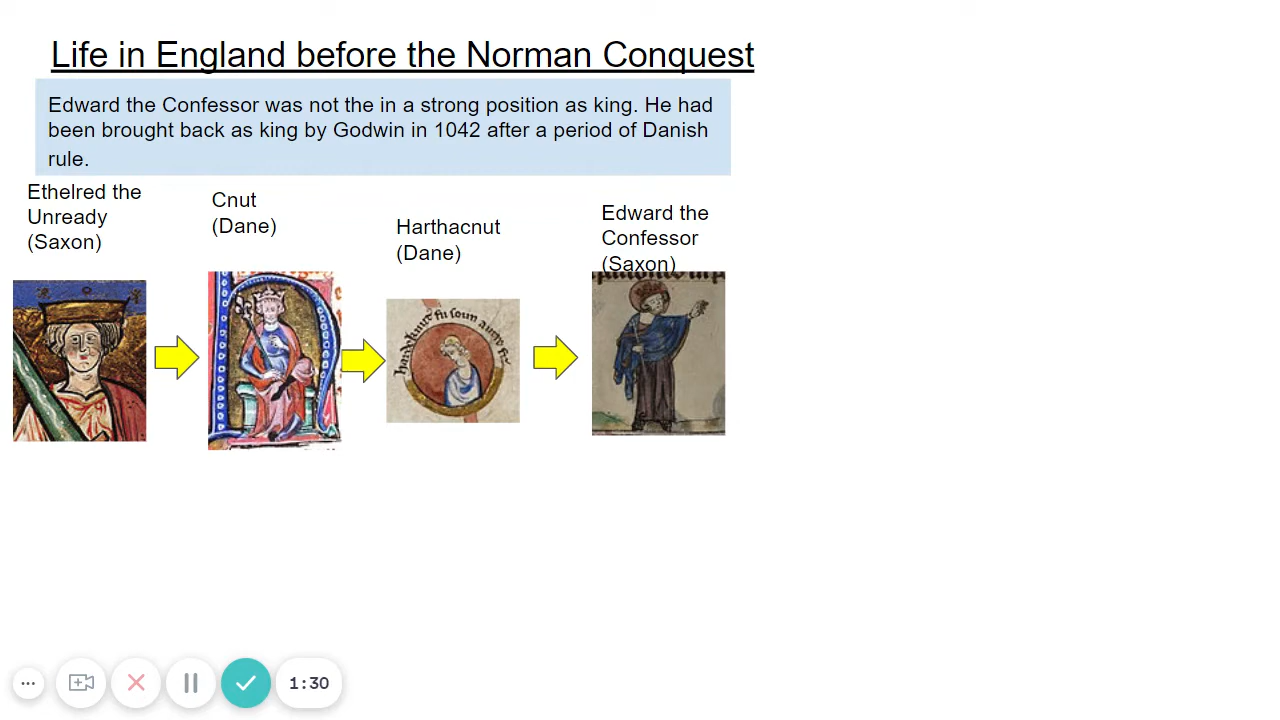 Life in England before the Norman Conquest
Edward the Confessor was not the in a strong position as king. He had
been brought back as king by Godwin in 1042 after a period of Danish
rule.
Ethelred the
Unready
(Saxon)
Cnut
(Dane)
Harthacnut
(Dane)
Edward the
Confessor
(Saxon)
1:30